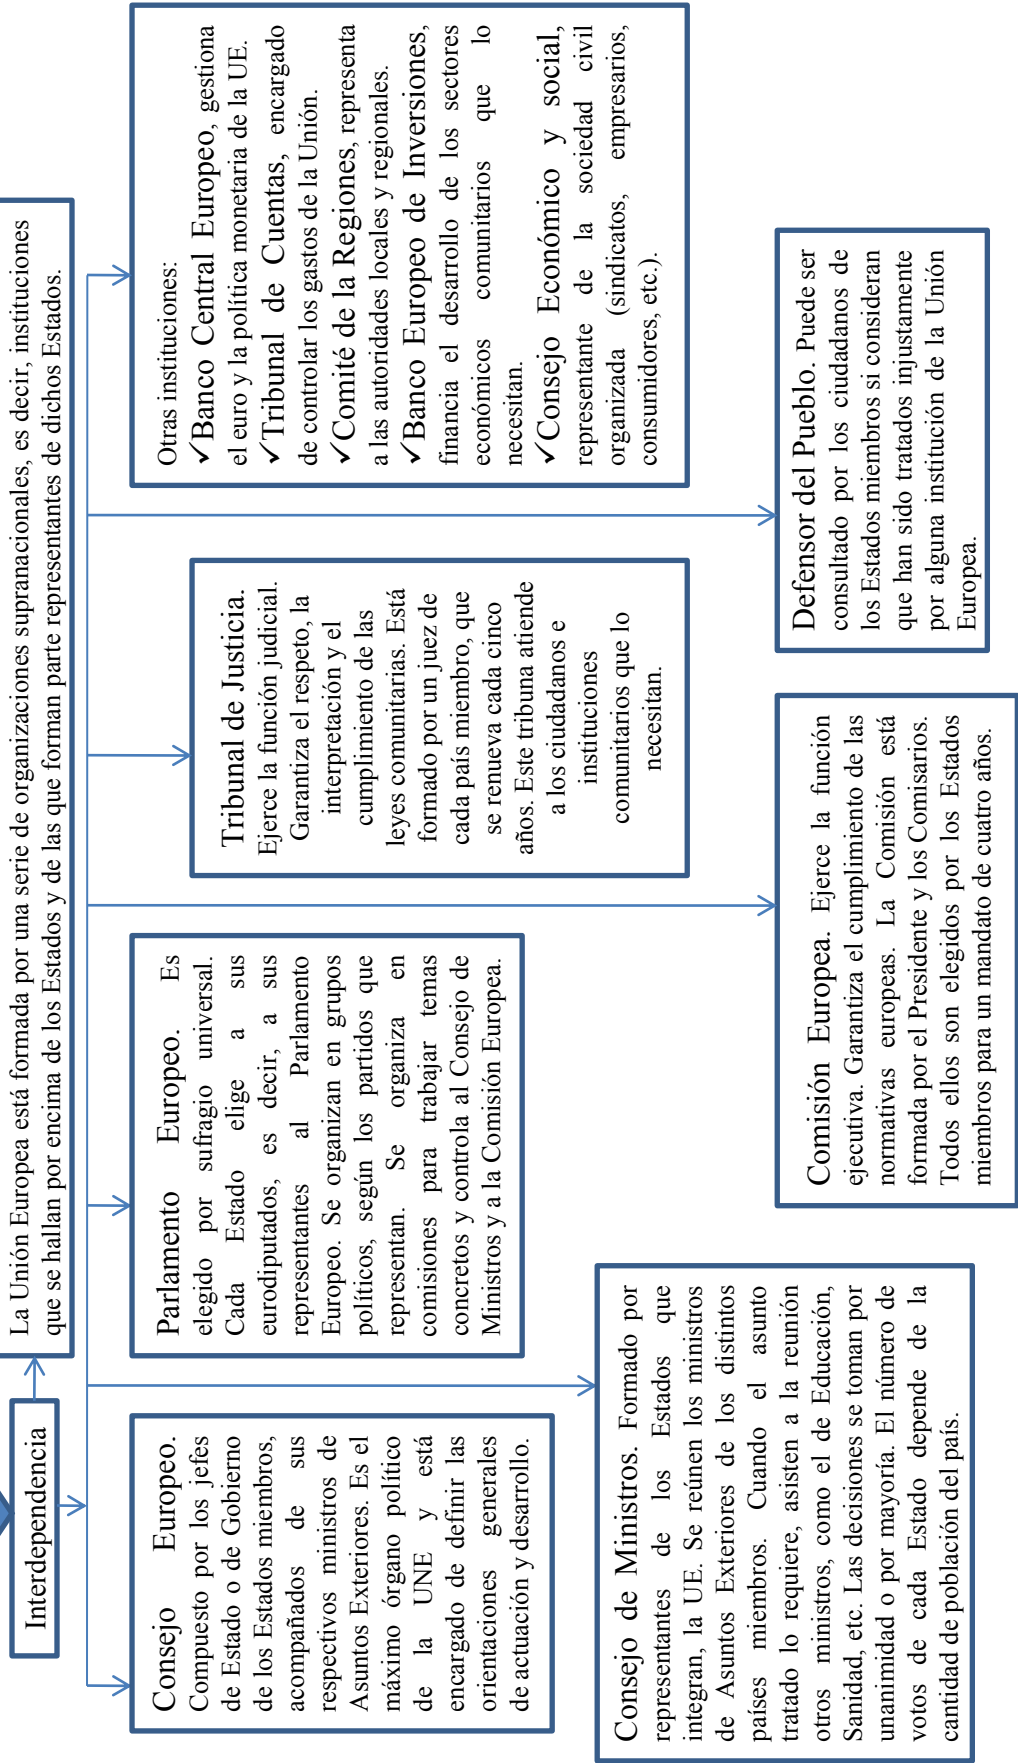 Interdependencia
La Unión Europea está formada por una serie de organizaciones supranacionales, es decir, instituciones
que se hallan por encima de los Estados y de las que forman parte representantes de dichos Estados.
Consejo Europeo.
Compuesto por los jefes
de Estado o de Gobierno
de los Estados miembros,
acompañados de sus
respectivos ministros de
Asuntos Exteriores. Es el
máximo órgano político
de la UNE y está
encargado de definir las
orientaciones generales
de actuación y desarrollo.
Parlamento Europeo. Es
elegido por sufragio universal.
Cada Estado elige a sus
eurodiputados, es decir, a sus
representantes al Parlamento
Europeo. Se organizan en grupos
políticos, según los partidos que
representan. Se organiza en
comisiones para trabajar temas
concretos y controla al Consejo de
Ministros y a la Comisión Europea.
Tribunal de Justicia.
Ejerce la función judicial.
Garantiza el respeto, la
interpretación y el
cumplimiento de las
leyes comunitarias. Está
formado por un juez de
cada país miembro, que
se renueva cada cinco
años. Este tribuna atiende
a los ciudadanos e
instituciones
comunitarios que lo
necesitan.
Otras instituciones:
✓Banco Central Europeo, gestiona
el euro y la política monetaria de la UE.
✓Tribunal de Cuentas, encargado
de controlar los gastos de la Unión.
✓Comité de la Regiones, representa
a las autoridades locales y regionales.
✓Banco Europeo de Inversiones,
financia el desarrollo de los sectores
económicos comunitarios que lo
necesitan.
✓Consejo Económico y social,
representante de la sociedad civil
organizada (sindicatos, empresarios,
consumidores, etc.).
Consejo de Ministros. Formado por
representantes de los Estados que
integran, la UE. Se reúnen los ministros
de Asuntos Exteriores de los distintos
países miembros. Cuando el asunto
tratado lo requiere, asisten a la reunión
otros ministros, como el de Educación,
Sanidad, etc. Las decisiones se toman por
unanimidad o por mayoría. El número de
votos de cada Estado depende de la
cantidad de población del país.
Comisión Europea. Ejerce la función
ejecutiva. Garantiza el cumplimiento de las
normativas europeas. La Comisión está
formada por el Presidente y los Comisarios.
Todos ellos son elegidos por los Estados
miembros para un mandato de cuatro años.
Defensor del Pueblo. Puede ser
consultado por los ciudadanos de
los Estados miembros si consideran
que han sido tratados injustamente
por alguna institución de la Unión
Europea.